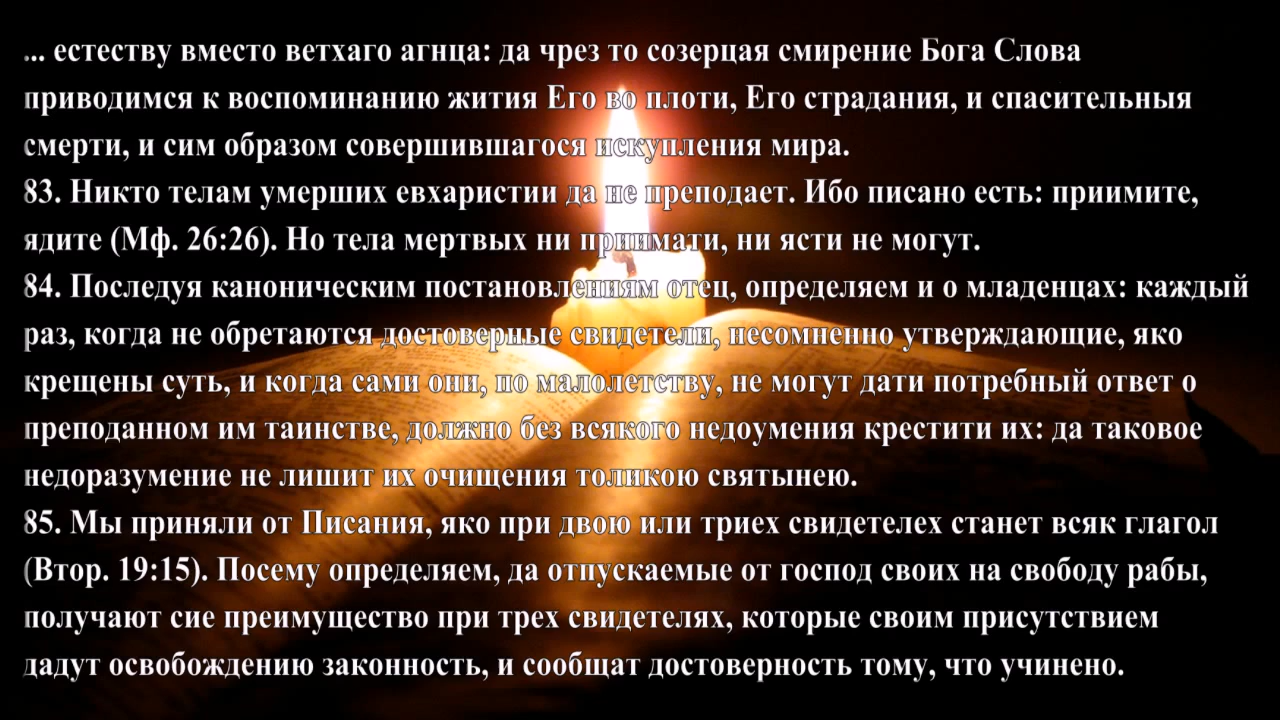 ... естеству вместо ветхаго агнца: да чрез то созерцая смирение Бога Слова
приводимся к воспоминанию жития Его во плоти, Его страдания, и спасительныя
смерти, и сим образом совершившагося искупления мира.
83. Никто телам умерших евхаристии да не преподает. Ибо писано есть: приимите,
ядите (Мф. 26:26). Но тела мертвых ни приимати, ни ясти не могут.
84. Последуя каноническим постановлениям отец, определяем и о младенцах: каждый
раз, когда не обретаются достоверные свидетели, несомненно утверждающие, яко
крещены суть, и когда сами они, по малолетству, не могут дати потребный ответ о
преподанном им таинстве, должно без всякого недоумения крестити их: да таковое
недоразумение не лишит их очищения толикою святынею.
85. Мы приняли от Писания, яко при двою или триех свидетелех станет всяк глагол
(Втор. 19:15). Посему определяем, да отпускаемые от господ своих на свободу рабы,
получают сие преимущество при трех свидетелях, которые своим присутствием
дадут освобождению законность, и сообщат достоверность тому, что учинено.